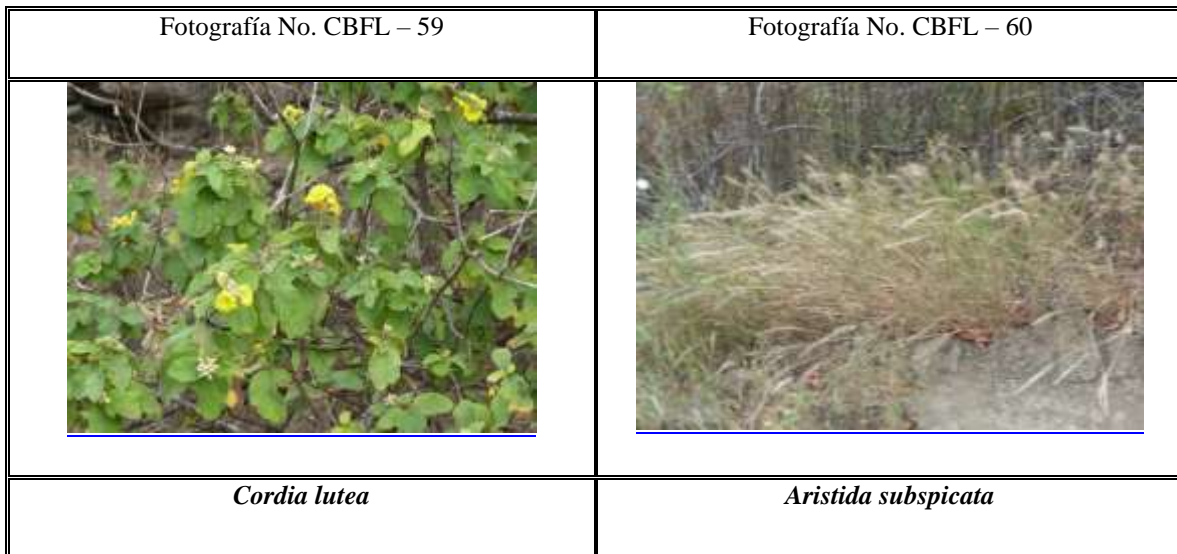 Fotografía No. CBFL – 59
Fotografía No. CBFL – 60
Cordia lutea
Aristida subspicata